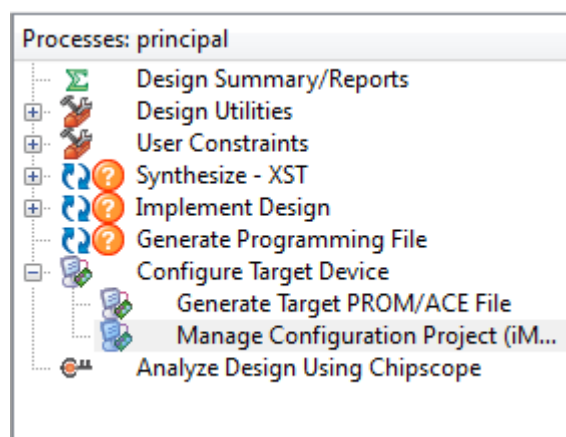 Processes: principal
Design Summary/Reports
Design Utilities
User Constraints
Synthesize - XST
Implement Design
Generate Programming File
Configure Target Device
Generate Target PROM/ACE File
Manage Configuration Project (iM...
Analyze Design Using Chipscope